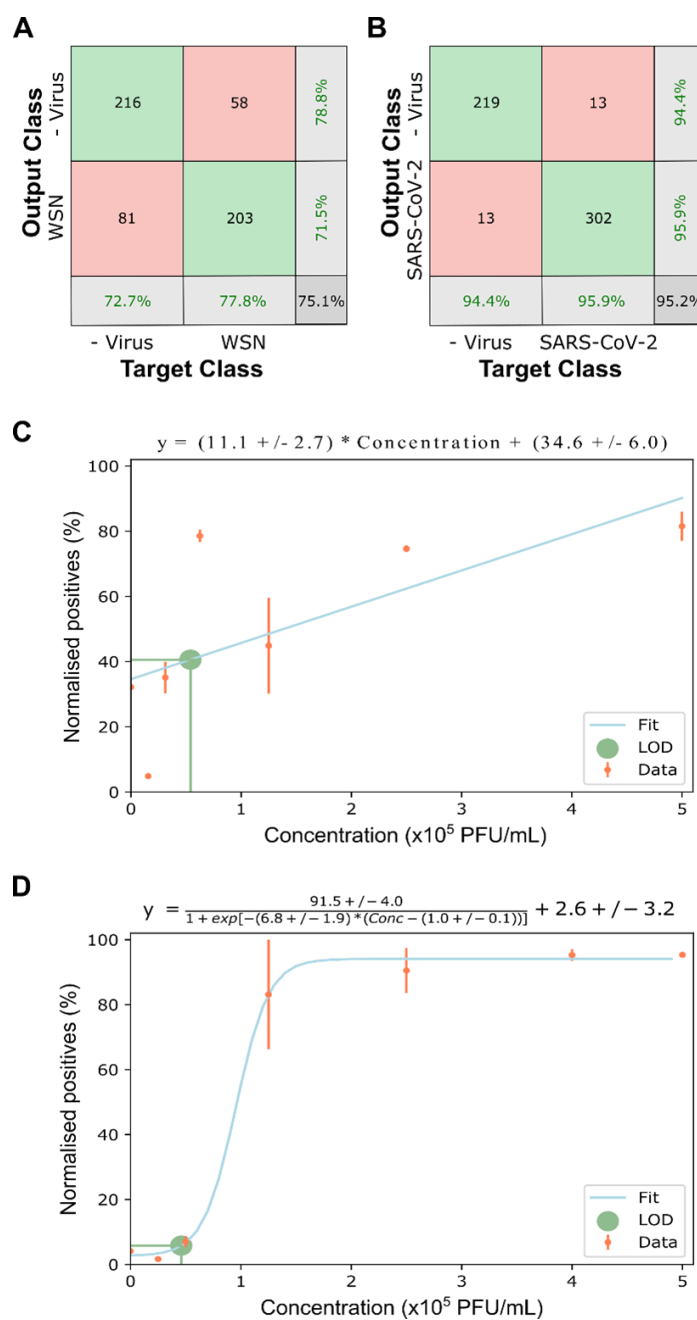 A
Output Class
WSN
- Virus
216
58
78.8%
81
203
71.5%
72.7%
77.8%
75.1%
- Virus
WSN
Target Class
B
Output Class
SARS-CoV-2
- Virus
219
13
94.4%
13
302
95.9%
94.4%
95.9%
95.2%
- Virus
SARS-CoV-2
Target Class
C
y = (11.1 +/- 2.7) * Concentration + (34.6 +/- 6.0)
Normalised positives (%)
100
80
60
40
20
0
Fit
LOD
Data
0 1 2 3 4 5
Concentration (x10⁵ PFU/mL)
D
y = 91.5 +/- 4.0 / 1 + exp[-(6.8 +/- 1.9)*(Conc - (1.0 +/- 0.1))] + 2.6 +/- 3.2
Normalised positives (%)
100
80
60
40
20
0
Fit
LOD
Data
0 1 2 3 4 5
Concentration (x10⁵ PFU/mL)